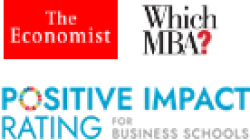 The
Economist
Which
MBA?
POSITIVE IMPACT
RATING FOR
BUSINESS SCHOOLS